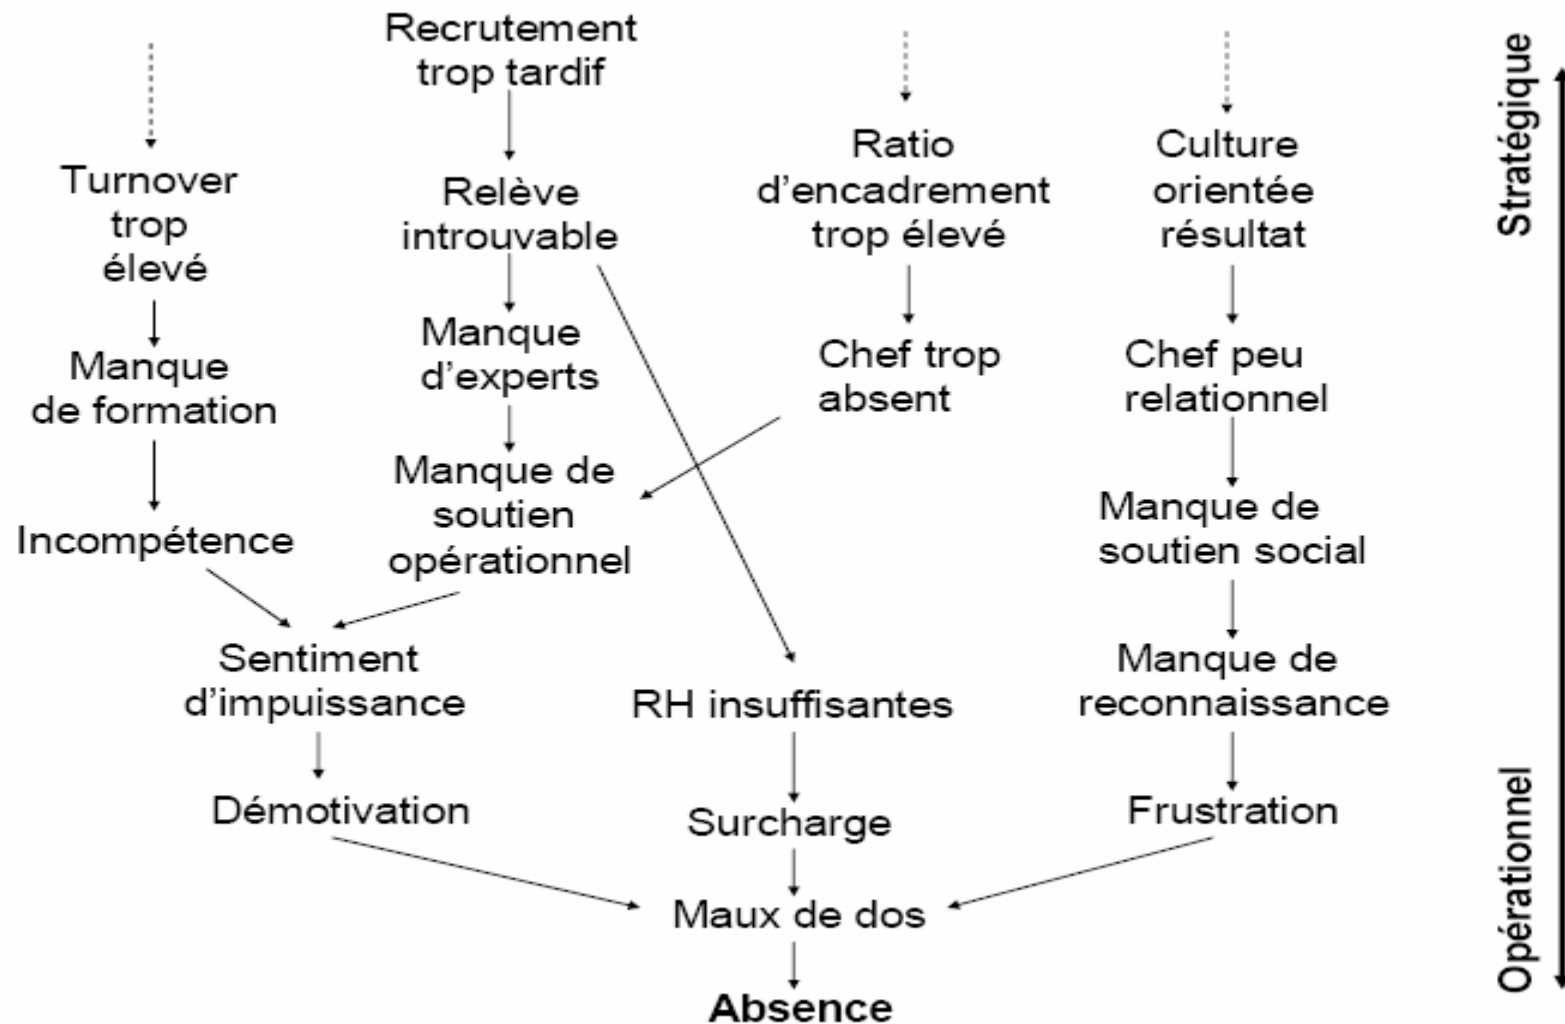 Recrutement
trop tardif
Turnover
trop
élevé
Relève
introuvable
Ratio
d'encadrement
trop élevé
Culture
orientée
résultat
Manque
de formation
Manque
d'experts
Chef trop
absent
Chef peu
relationnel
Incompétence
Manque de
soutien
opérationnel
Manque de
soutien social
Sentiment
d'impuissance
RH insuffisantes
Manque de
reconnaissance
Démotivation
Surcharge
Frustration
Maux de dos
Absence
Stratégique
Opérationnel